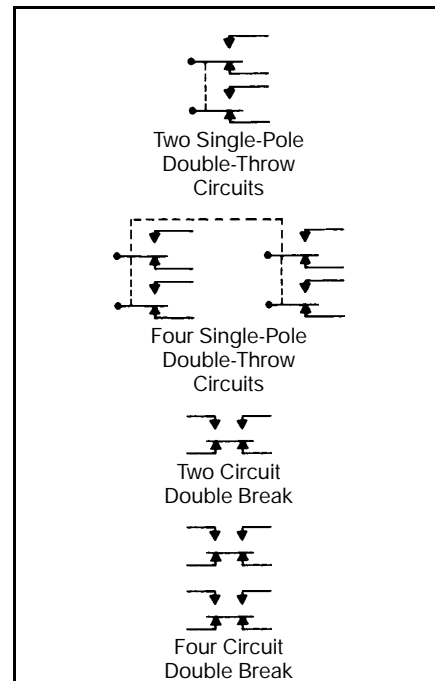 Two Single-Pole
Double-Throw
Circuits
Four Single-Pole
Double-Throw
Circuits
Two Circuit
Double Break
Four Circuit
Double Break